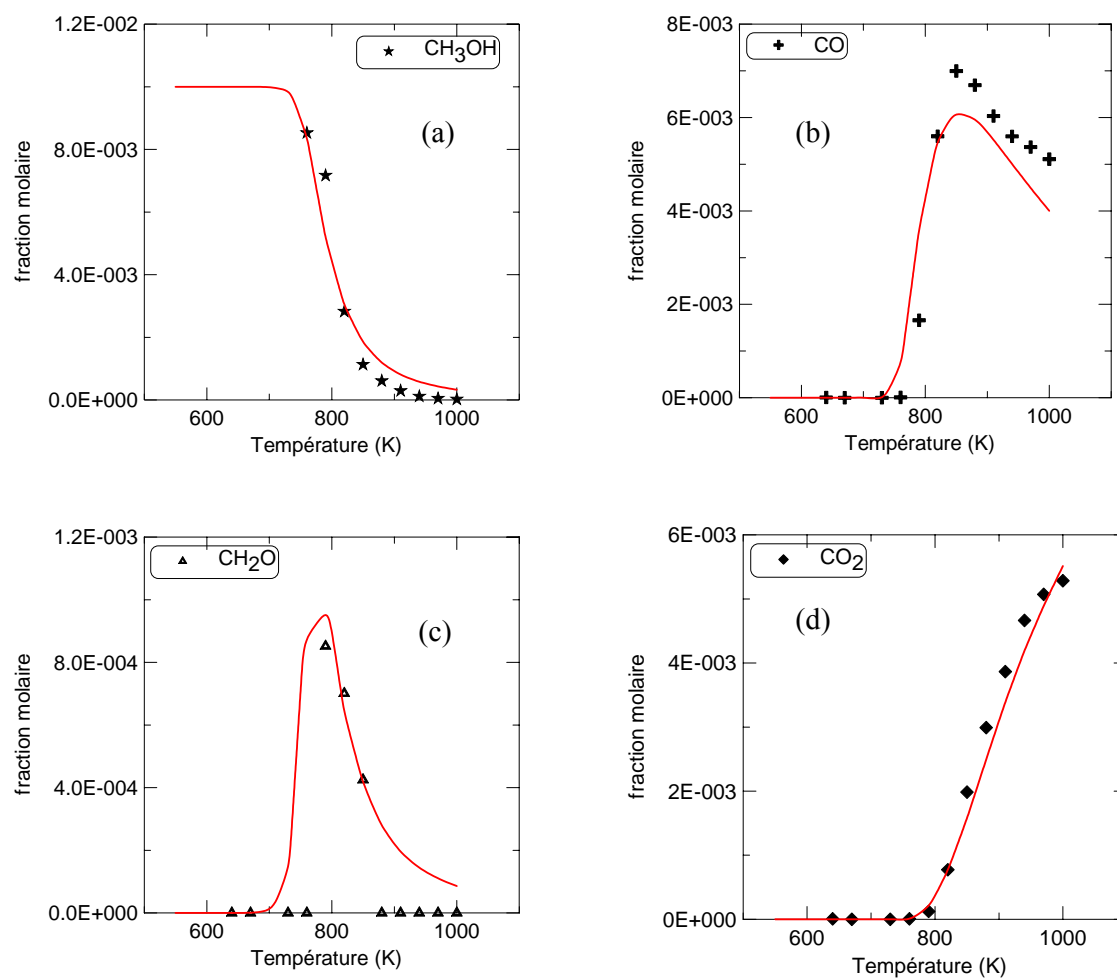 1.2E-002
CH3OH
(a)
8.0E-003
fraction molaire
4.0E-003
0.0E+000
600 800 1000
Température (K)
8E-003
CO
(b)
6E-003
fraction molaire
4E-003
2E-003
0E+000
600 800 1000
Température (K)
1.2E-003
CH2O
(c)
8.0E-004
fraction molaire
4.0E-004
0.0E+000
600 800 1000
Température (K)
6E-003
CO2
(d)
4E-003
fraction molaire
2E-003
0E+000
600 800 1000
Température (K)